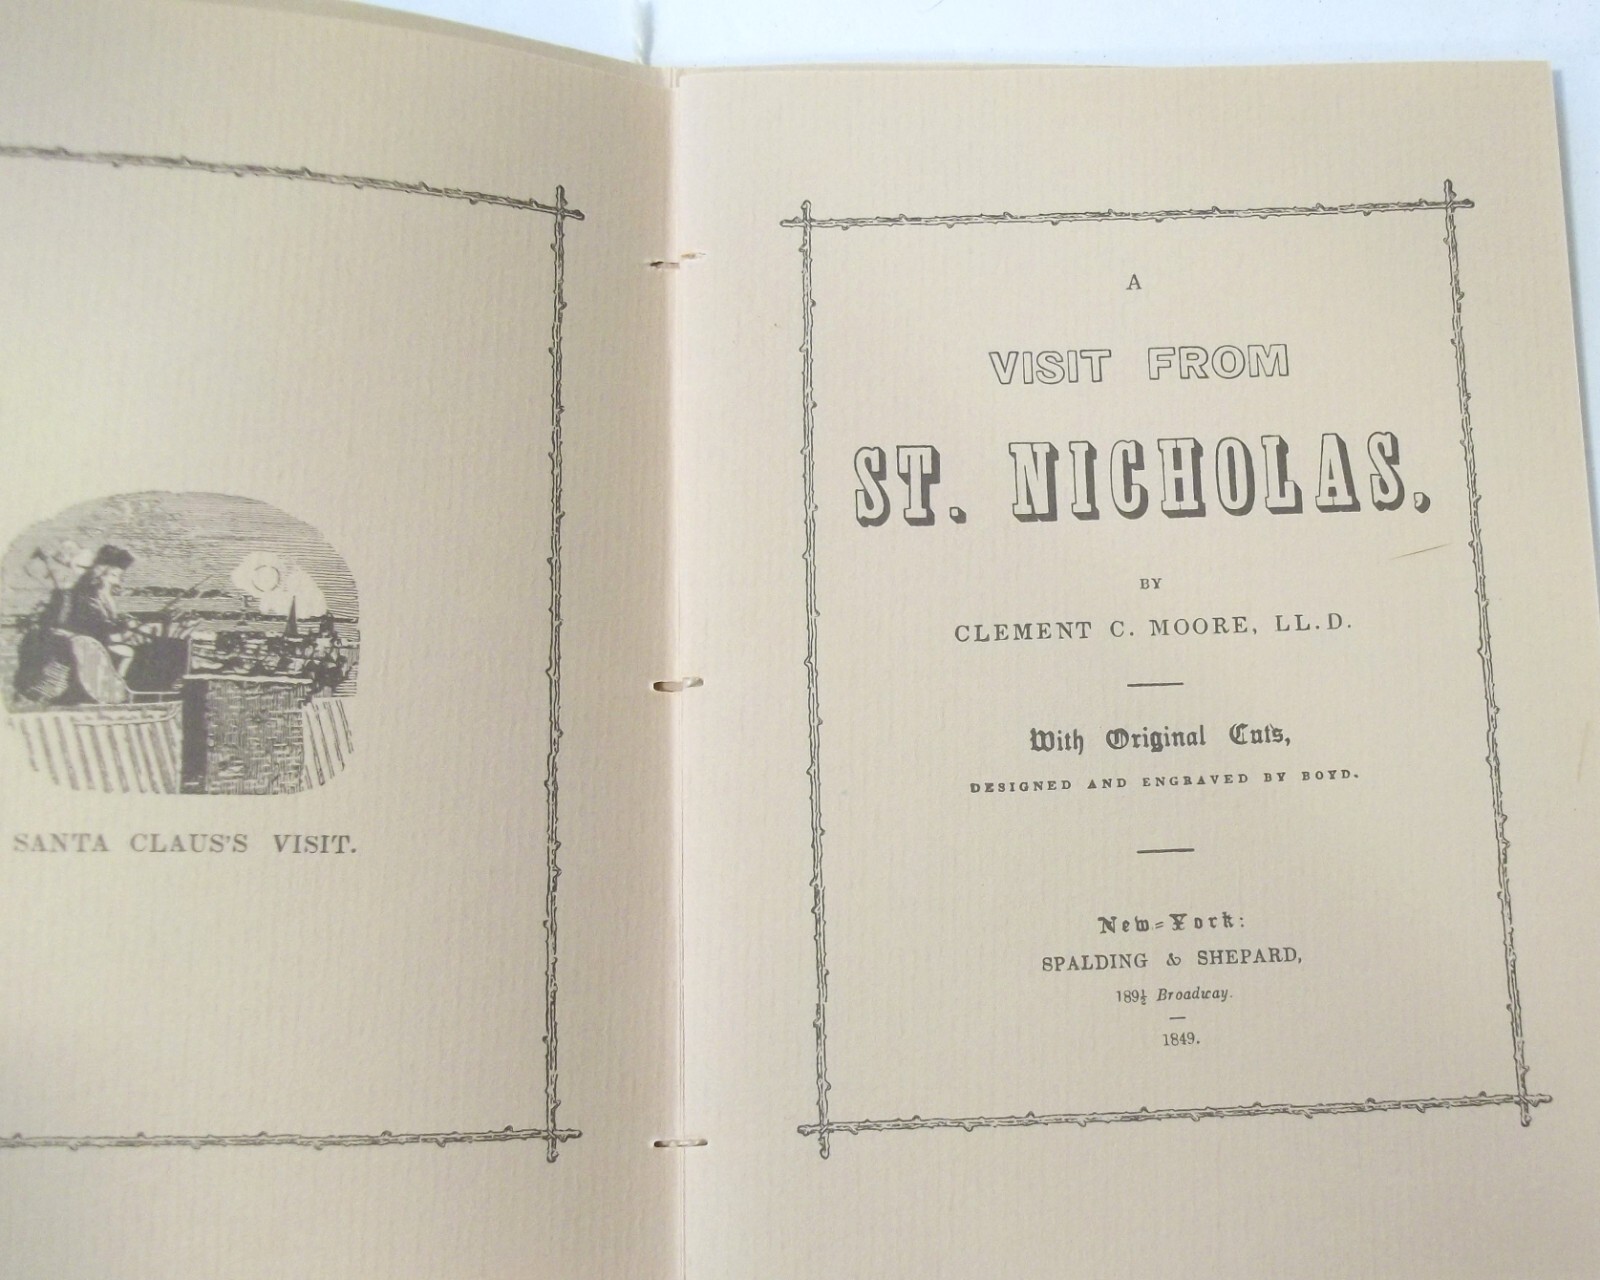 SANTA CLAUS'S VISIT.
A
VISIT FROM
ST. NICHOLAS,
BY
CLEMENT C. MOORE, LL.D.
With Original Cuts,
DESIGNED AND ENGRAVED BY BOYD.
New-York:
SPALDING & SHEPARD,
189½ Broadway.
1849.